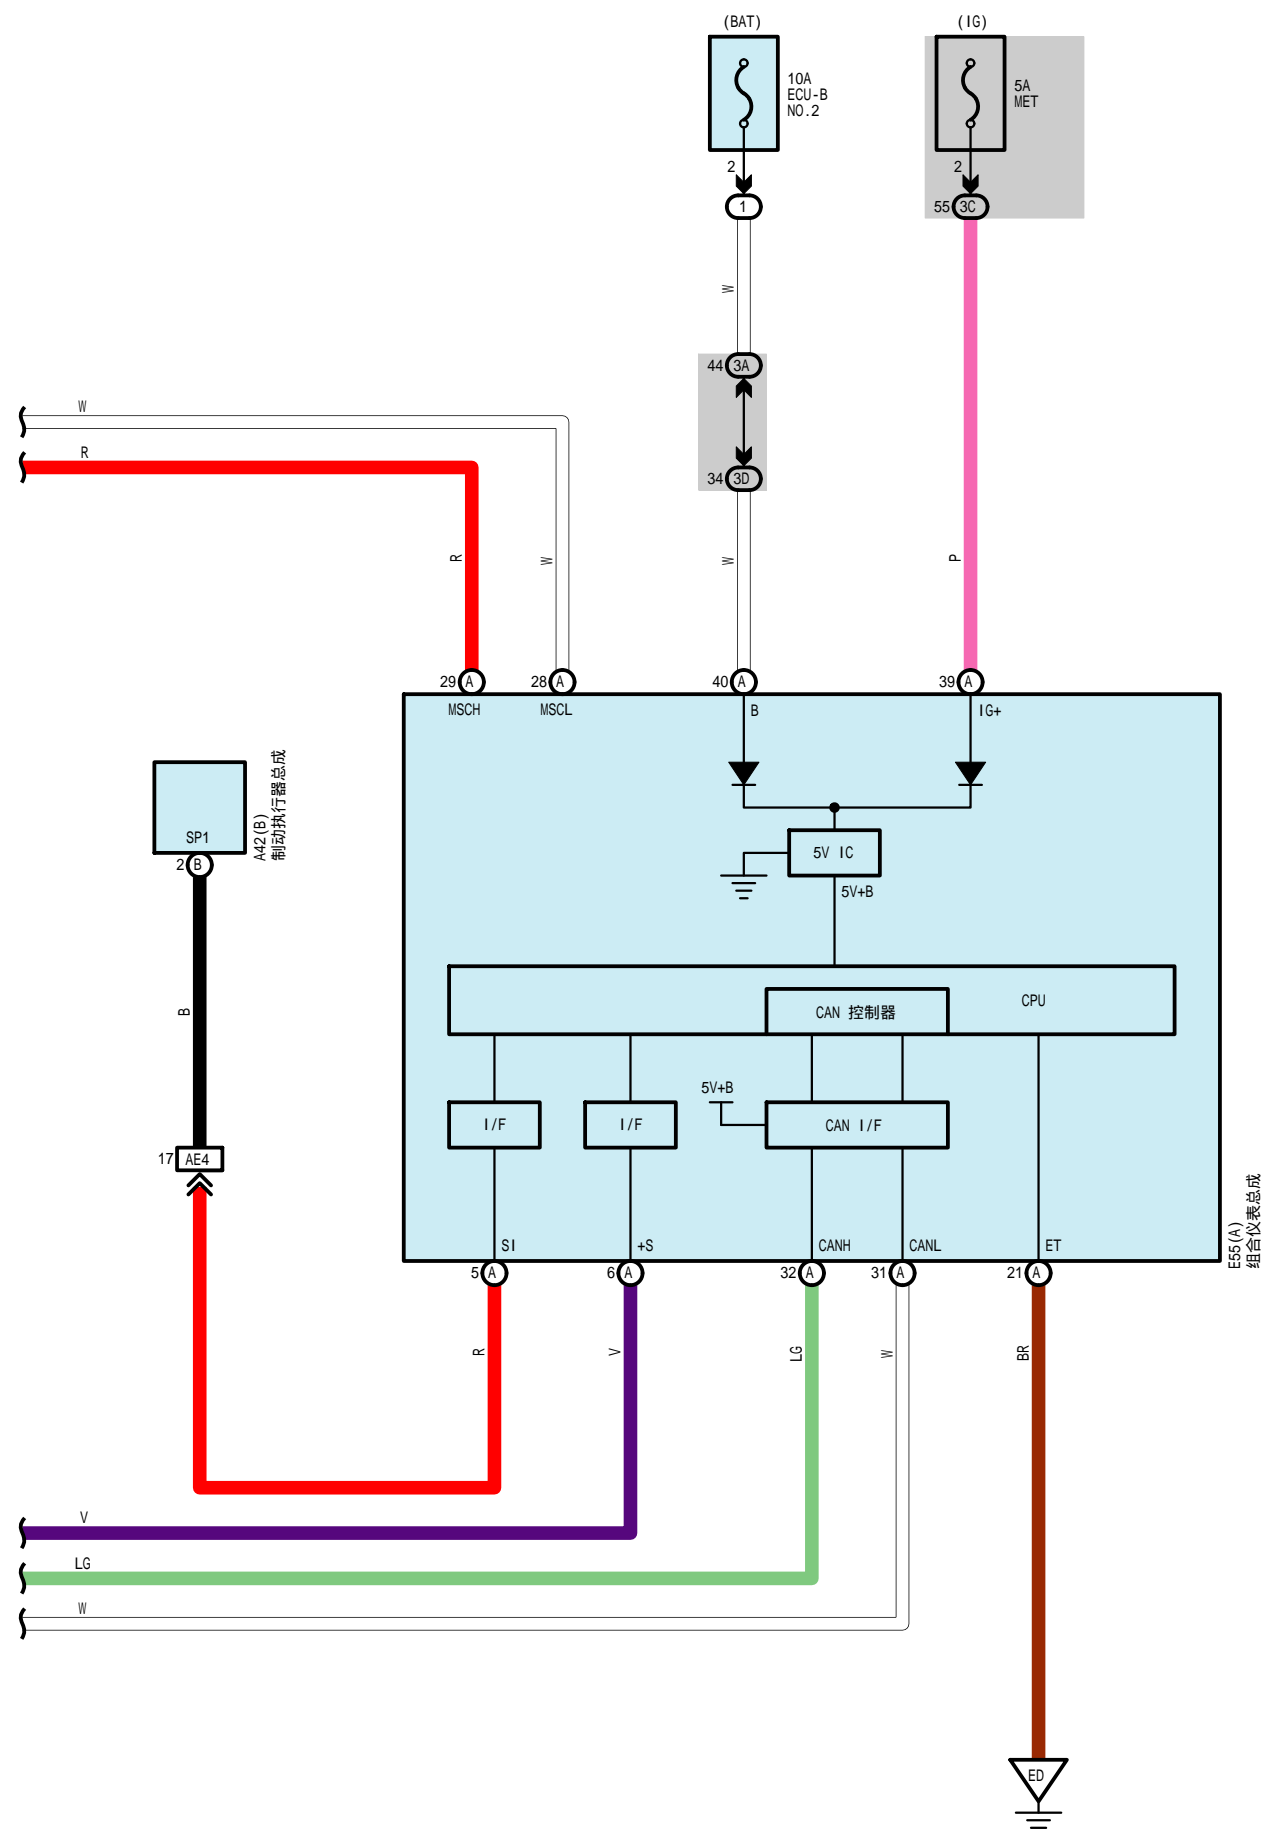 (BAT)
(IG)
10A
ECU-B
NO.2
5A
MET
2
2
1
55 3C
W
44 3A
34 3D
W
R
R
W
W
P
29 A
28 A
40 A
39 A
MSCH
MSCL
B
IG+
SP1
2 B
A42(B)
制动执行器总成
5V IC
5V+B
B
CAN 控制器
CPU
5V+B
I/F
I/F
CAN I/F
17 AE4
SI
+S
CANH
CANL
ET
E55(A)
组合仪表总成
5 A
6 A
32 A
31 A
21 A
R
V
LG
W
BR
V
LG
W
ED